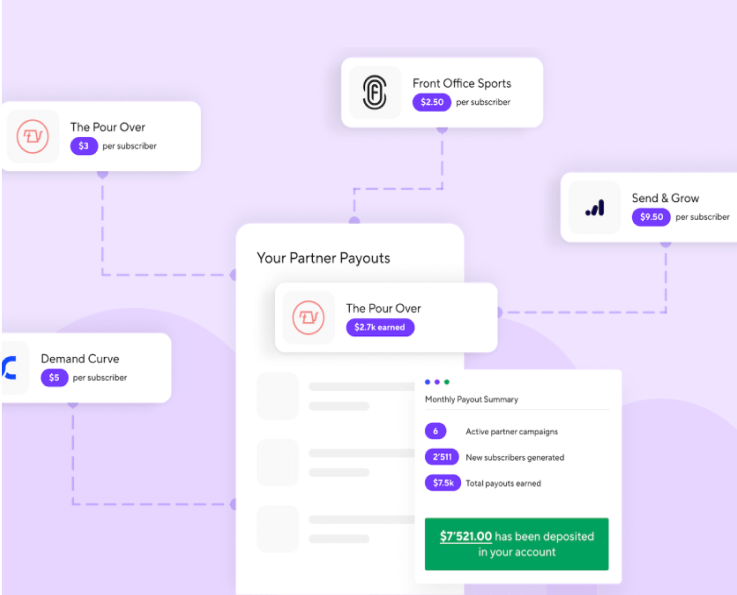 Front Office Sports
$2.50 per subscriber
The Pour Over
$3 per subscriber
Send & Grow
$9.50 per subscriber
Your Partner Payouts
The Pour Over
$2.7k earned
Demand Curve
$5 per subscriber
Monthly Payout Summary
6 Active partner campaigns
2'511 New subscribers generated
$7.5k Total payouts earned
$7'521.00 has been deposited
in your account